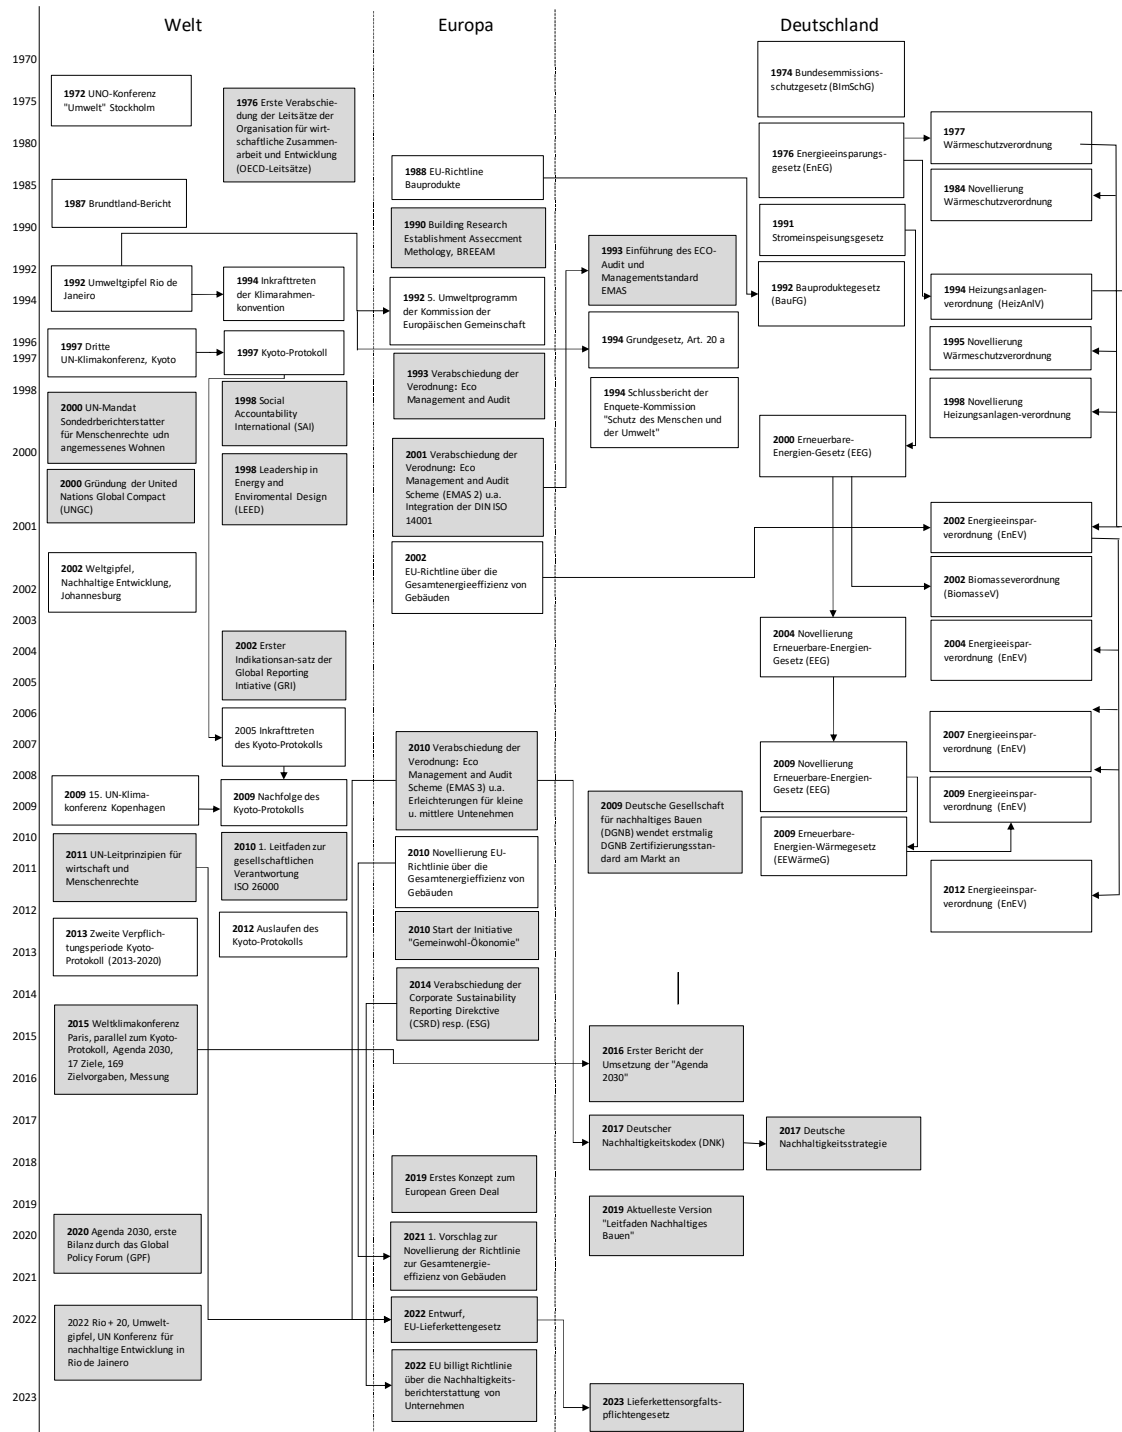 Welt
Europa
Deutschland
1970
1975
1980
1985
1990
1992
1994
1996
1997
1998
2000
2001
2002
2003
2004
2005
2006
2007
2008
2009
2010
2011
2012
2013
2014
2015
2016
2017
2018
2019
2020
2021
2022
2023
1972 UNO-Konferenz
"Umwelt" Stockholm
1987 Brundtland-Bericht
1992 Umweltgipfel Rio de
Janeiro
1997 Dritte
UN-Klimakonferenz, Kyoto
2000 UN-Mandat
Sondedrberichterstatter
für Menschenrechte udn
angemessenes Wohnen
2000 Gründung der United
Nations Global Compact
(UNGC)
2002 Weltgipfel,
Nachhaltige Entwicklung,
Johannesburg
2009 15. UN-Klima-
konferenz Kopenhagen
2011 UN-Leitprinzipien für
wirtschaft und
Menschenrechte
2013 Zweite Verpflich-
tungsperiode Kyoto-
Protokoll (2013-2020)
2015 Weltklimakonferenz
Paris, parallel zum Kyoto-
Protokoll, Agenda 2030,
17 Ziele, 169
Zielvorgaben, Messung
2020 Agenda 2030, erste
Bilanz durch das Global
Policy Forum (GPF)
2022 Rio + 20, Umwelt-
gipfel, UN Konferenz für
nachhaltige Entwicklung in
Rio de Jainero
1976 Erste Verabschie-
dung der Leitsätze der
Organisation für wirt-
schaftliche Zusammen-
arbeit und Entwicklung
(OECD-Leitsätze)
1994 Inkrafttreten
der Klimarahmen-
konvention
1997 Kyoto-Protokoll
1998 Social
Accountability
International (SAI)
1998 Leadership in
Energy and
Enviromental Design
(LEED)
2002 Erster
Indikationsan-satz der
Global Reporting
Intiative (GRI)
2005 Inkrafttreten
des Kyoto-Protokolls
2009 Nachfolge des
Kyoto-Protokolls
2010 1. Leitfaden zur
gesellschaftlichen
Verantwortung
ISO 26000
2012 Auslaufen des
Kyoto-Protokolls
1988 EU-Richtline
Bauprodukte
1990 Building Research
Establishment Asseccment
Methology, BREEAM
1992 5. Umweltprogramm
der Kommission der
Europäischen Gemeinschaft
1993 Verabschiedung der
Verodnung: Eco
Management and Audit
2001 Verabschiedung der
Verodnung: Eco
Management and Audit
Scheme (EMAS 2) u.a.
Integration der DIN ISO
14001
2002
EU-Richtline über die
Gesamtenergieeffizienz von
Gebäuden
2010 Verabschiedung der
Verodnung: Eco
Management and Audit
Scheme (EMAS 3) u.a.
Erleichterungen für kleine
u. mittlere Untenehmen
2010 Novellierung EU-
Richtlinie über die
Gesamtenergieffizienz von
Gebäuden
2010 Start der Initiative
"Gemeinwohl-Ökonomie"
2014 Verabschiedung der
Corporate Sustainability
Reporting Direkctive
(CSRD) resp. (ESG)
2019 Erstes Konzept zum
European Green Deal
2021 1. Vorschlag zur
Novellierung der Richtlinie
zur Gesamtenergie-
effizienz von Gebäuden
2022 Entwurf,
EU-Lieferkettengesetz
2022 EU billigt Richtlinie
über die Nachhaltigkeits-
berichterstattung von
Unternehmen
1993 Einführung des ECO-
Audit und
Managementstandard
EMAS
1994 Grundgesetz, Art. 20 a
1994 Schlussbericht der
Enquete-Kommission
"Schutz des Menschen und
der Umwelt"
2009 Deutsche Gesellschaft
für nachhaltiges Bauen
(DGNB) wendet erstmalig
DGNB Zertifizierungsstan-
dard am Markt an
2016 Erster Bericht der
Umsetzung der "Agenda
2030"
2017 Deutscher
Nachhaltigkeitskodex (DNK)
2019 Aktuelleste Version
"Leitfaden Nachhaltiges
Bauen"
2023 Lieferkettensorgfalts-
pflichtengesetz
1974 Bundesemissions-
schutzgesetz (BImSchG)
1976 Energieeinsparungs-
gesetz (EnEG)
1991
Stromeinspeisungsgesetz
1992 Bauproduktegesetz
(BauFG)
2000 Erneuerbare-
Energien-Gesetz (EEG)
2004 Novellierung
Erneuerbare-Energien-
Gesetz (EEG)
2009 Novellierung
Erneuerbare-Energien-
Gesetz (EEG)
2009 Erneuerbare-
Energien-Wärmegesetz
(EEWärmeG)
2017 Deutsche
Nachhaltigkeitsstrategie
1977
Wärmeschutzverordnung
1984 Novellierung
Wärmeschutzverordnung
1994 Heizungsanlagen-
verordnung (HeizAnlV)
1995 Novellierung
Wärmeschutzverordnung
1998 Novellierung
Heizungsanlagen-verordnung
2002 Energieeinspar-
verordnung (EnEV)
2002 Biomasseverordnung
(BiomasseV)
2004 Energieeispar-
verordnung (EnEV)
2007 Energieeinspar-
verordnung (EnEV)
2009 Energieeinspar-
verordnung (EnEV)
2012 Energieeinspar-
verordnung (EnEV)